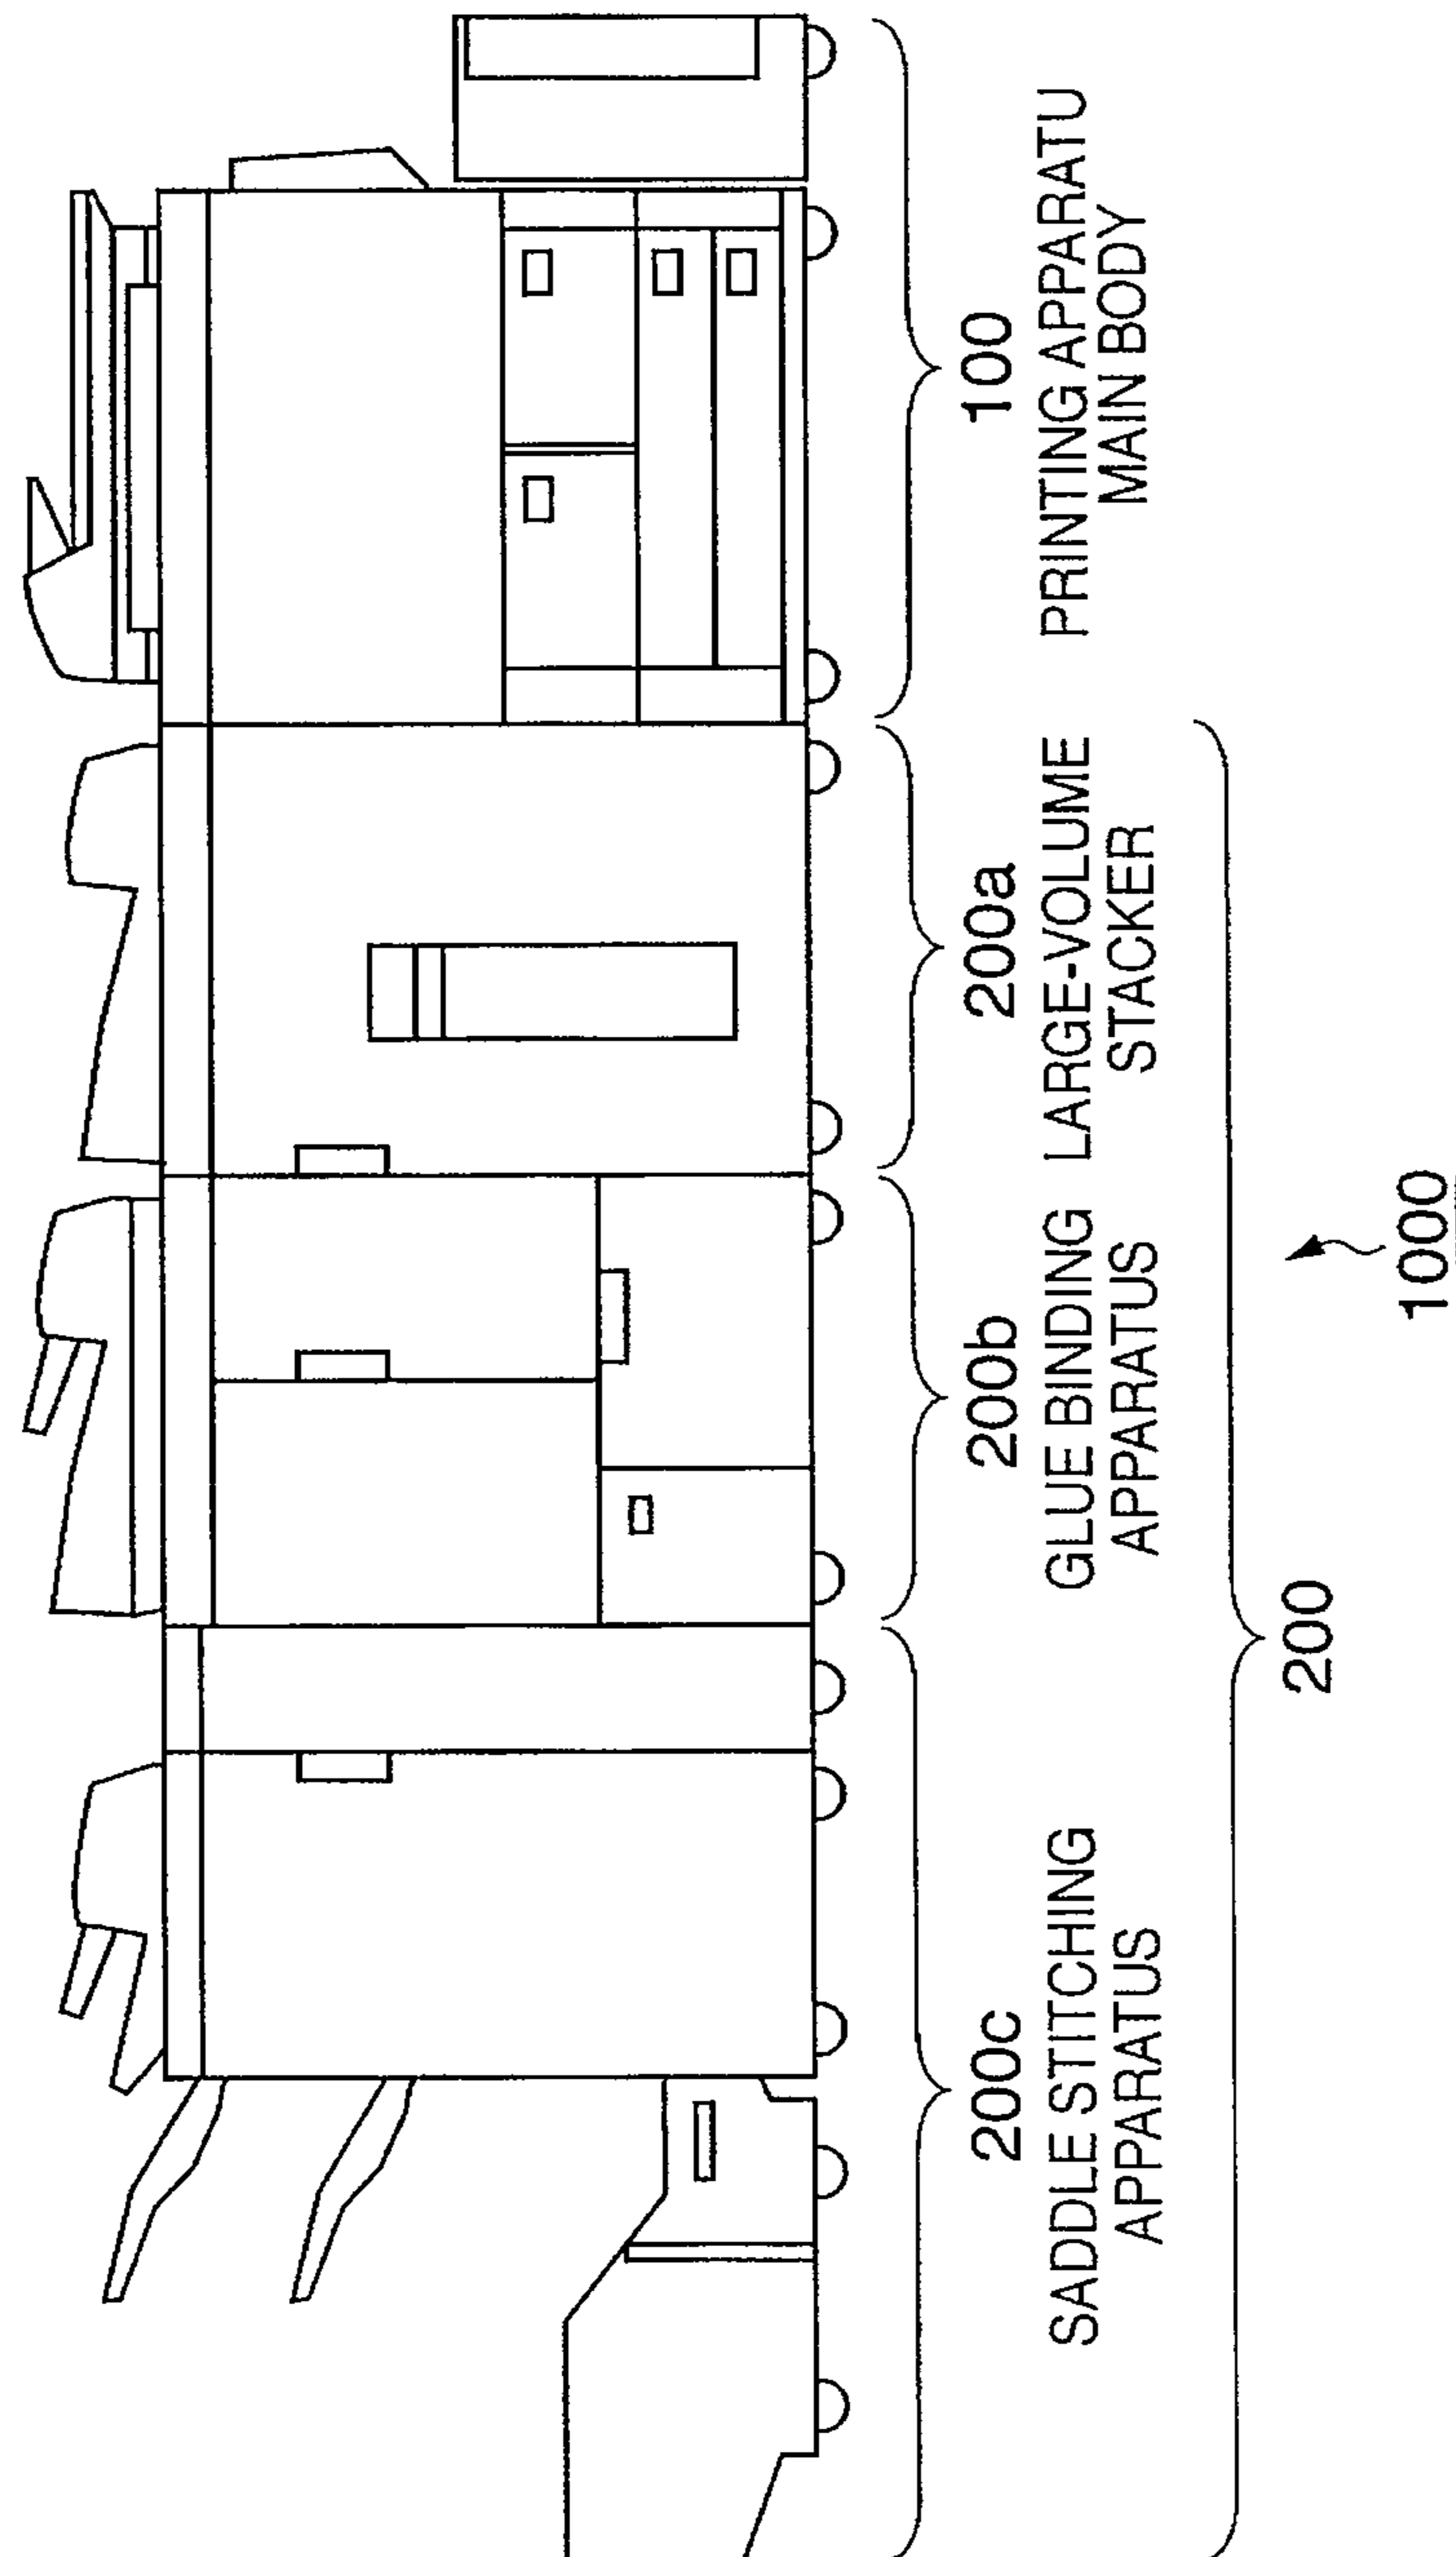 200c
SADDLE STITCHING
APPARATUS
200b
GLUE BINDING
APPARATUS
200a
LARGE-VOLUME
STACKER
100
PRINTING APPARATU
MAIN BODY
200
1000